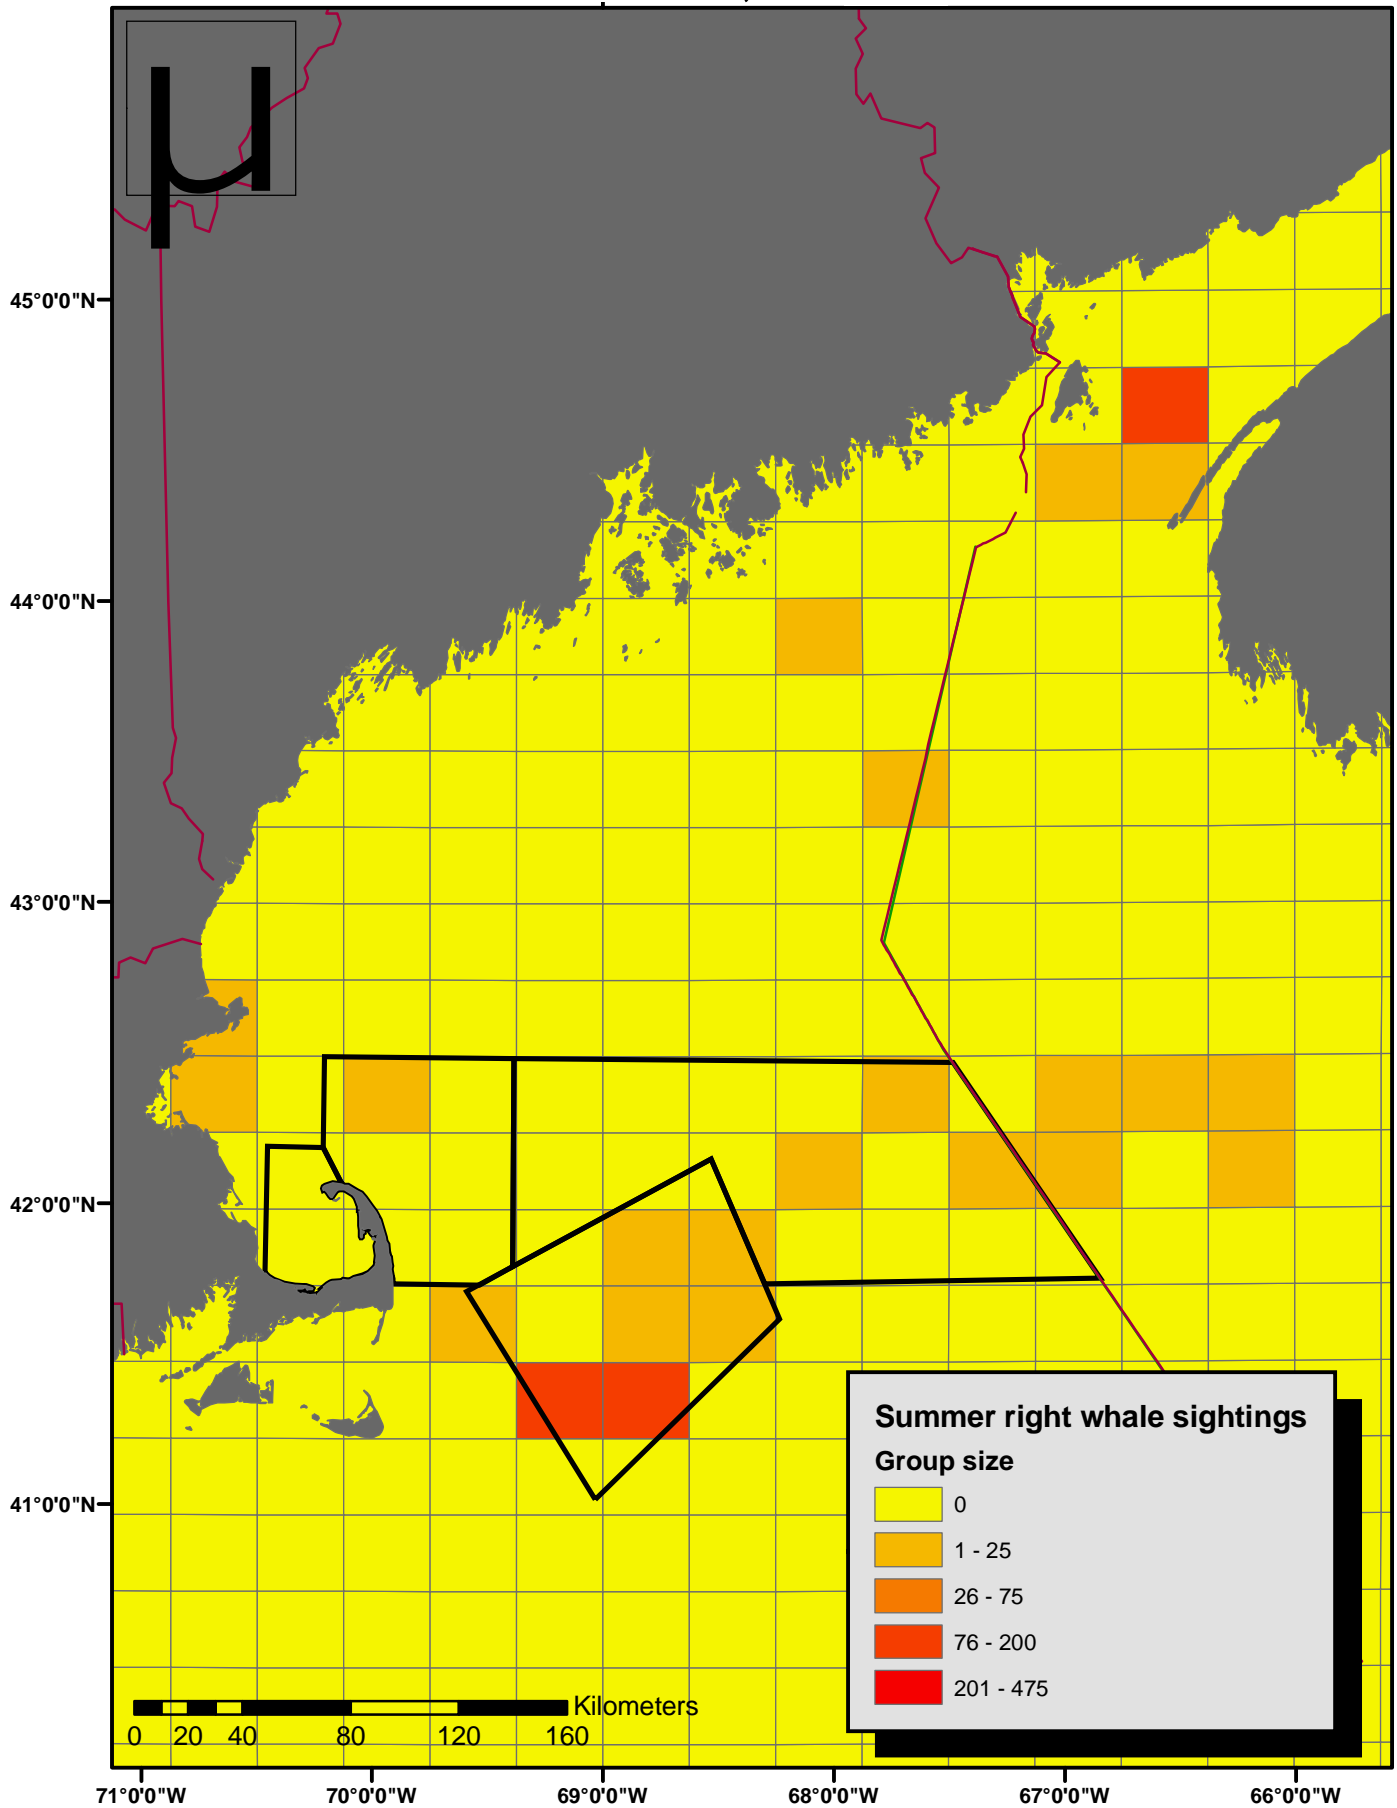 µ
45°0'0"N
44°0'0"N
43°0'0"N
42°0'0"N
41°0'0"N
Summer right whale sightings
Group size
0
1 - 25
26 - 75
76 - 200
201 - 475
Kilometers
0 20 40 80 120 160
71°0'0"W 70°0'0"W 69°0'0"W 68°0'0"W 67°0'0"W 66°0'0"W